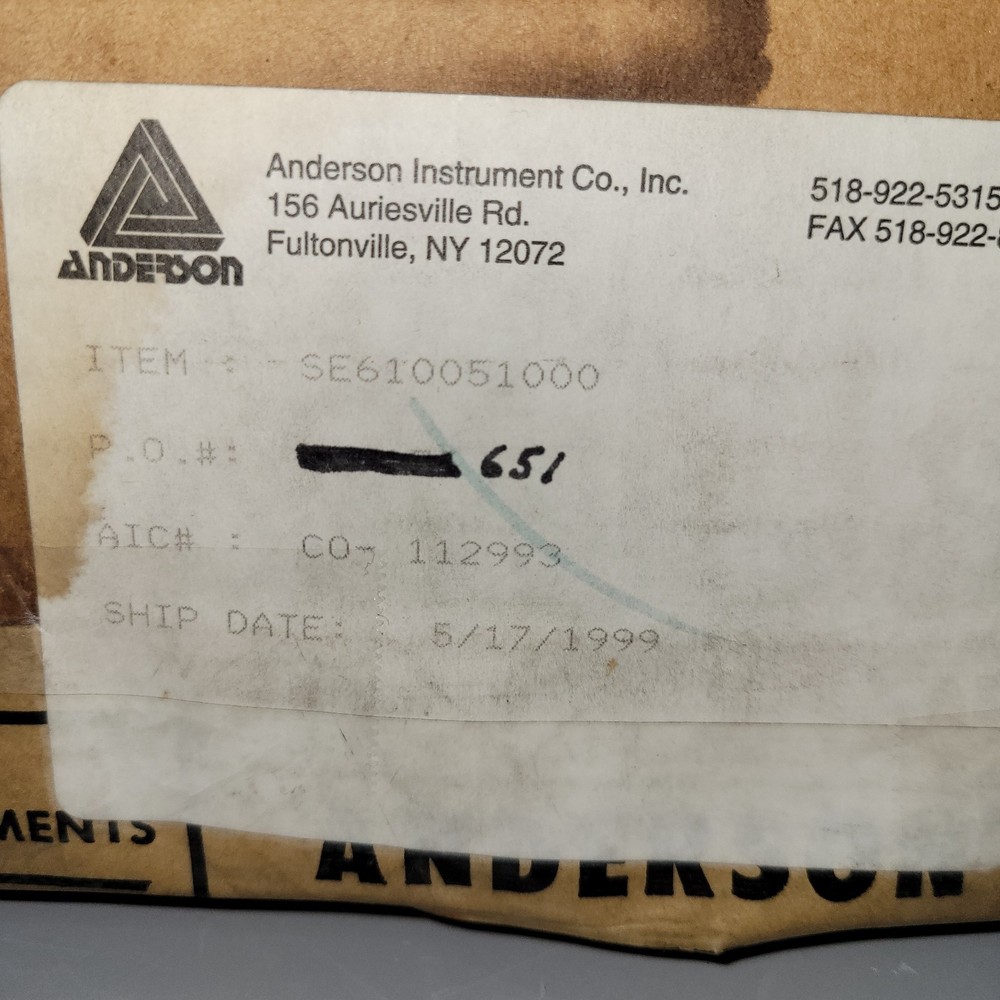 ANDERSON
Anderson Instrument Co., Inc.
156 Auriesville Rd.
Fultonville, NY 12072
518-922-5315
FAX 518-922-
ITEM : - SE610051000
P.O.#: 651
AIC# : CO- 112993
SHIP DATE: 5/17/1999
MENTS
ANDERSON